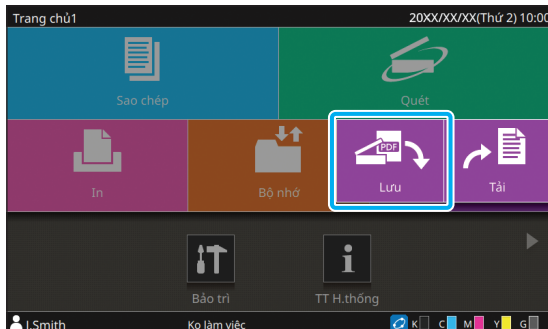 Trang chủ1
20XX/XX/XX(Thứ 2) 10:00
Sao chép
Quét
In
Bộ nhớ
PDF
Lưu
Tải
Bảo trì
TT H.thống
J.Smith
Ko làm việc
K C M Y G